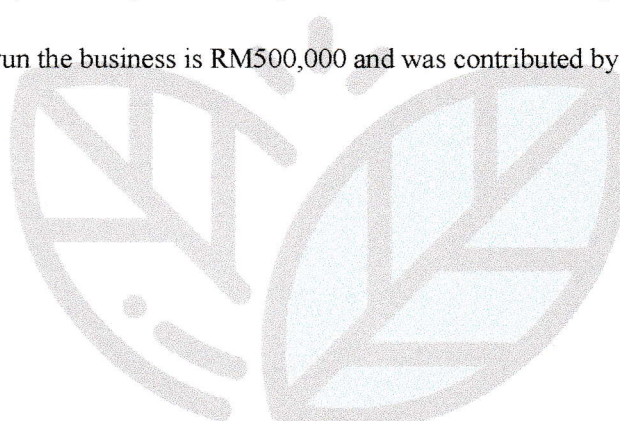 run the business is RM500,000 and was contributed by